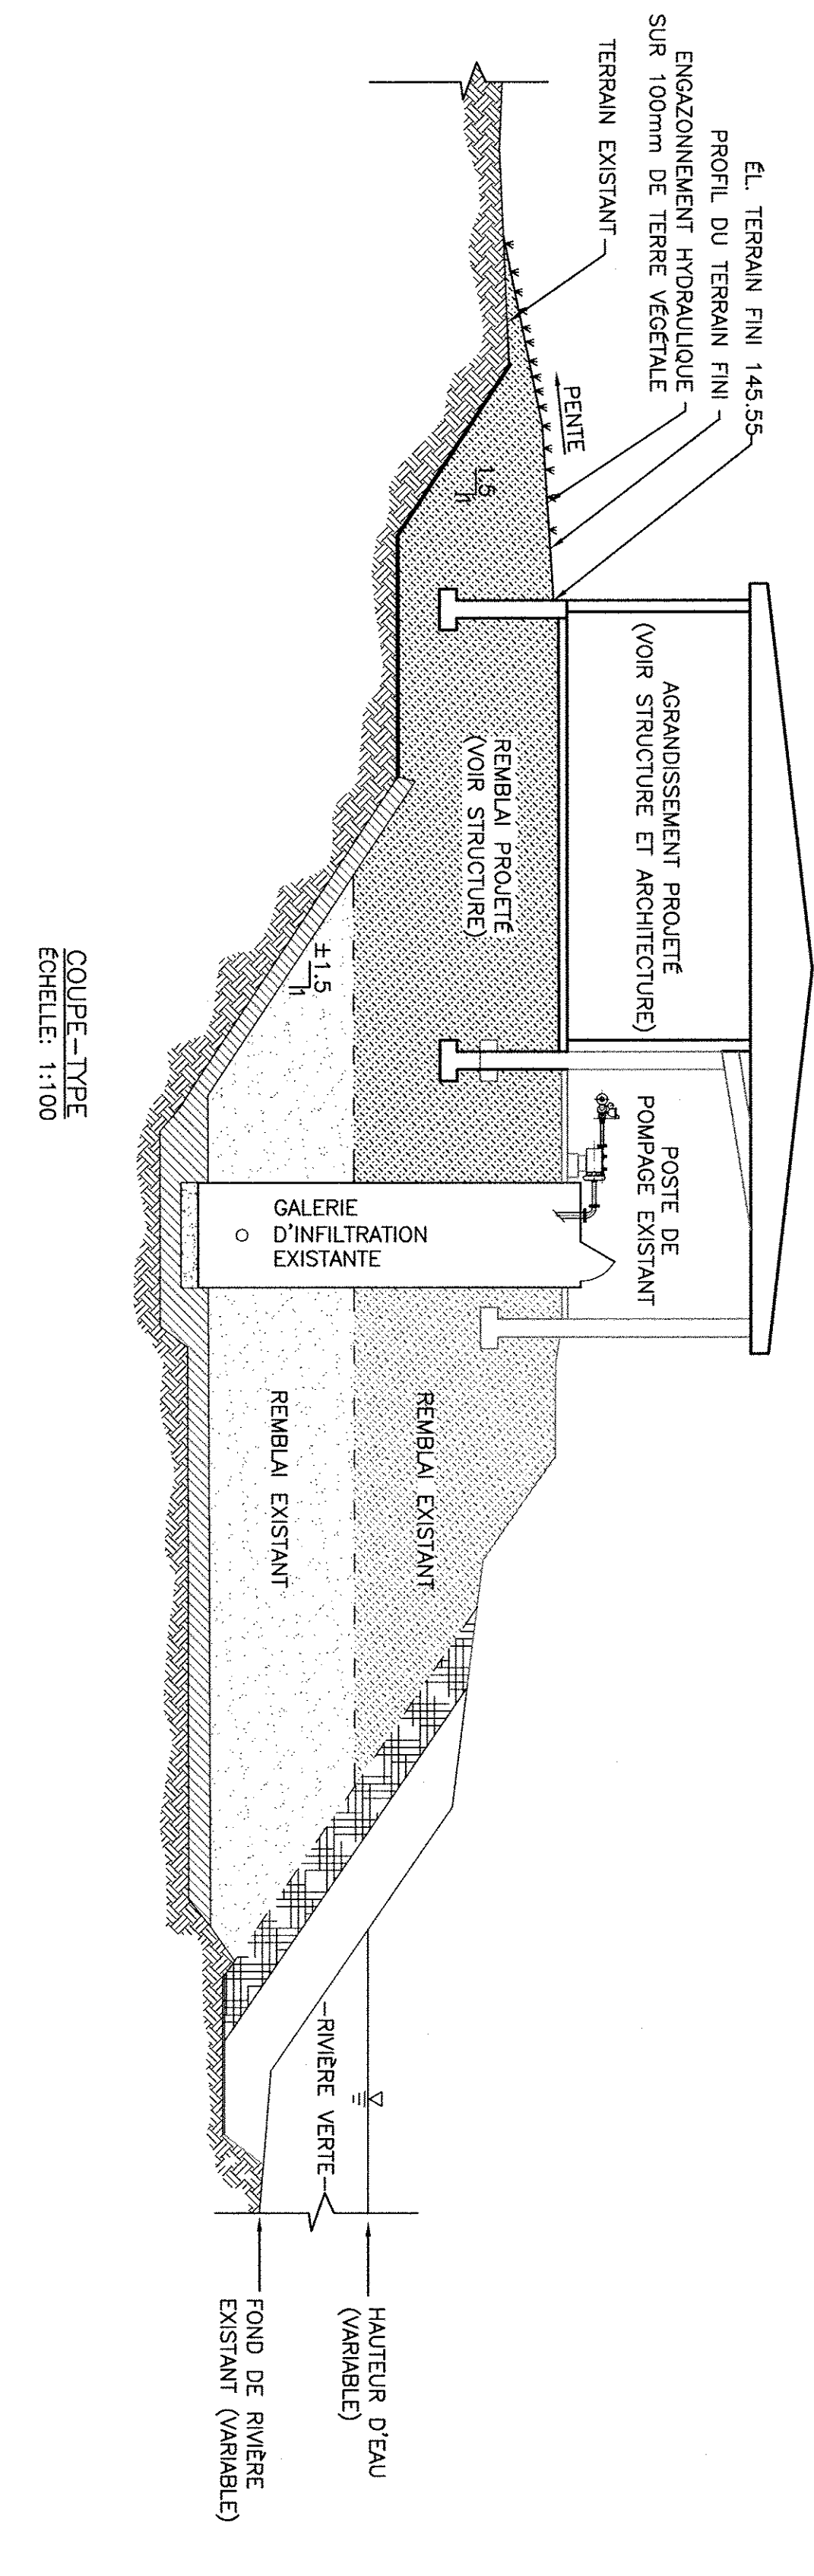 ÉL. TERRAIN FINI 145.55
PROFIL DU TERRAIN FINI
ENGAZONNEMENT HYDRAULIQUE
SUR 100mm DE TERRE VÉGÉTALE
TERRAIN EXISTANT
PENTE
1.5
1
AGRANDISSEMENT PROJETÉ
(VOIR STRUCTURE ET ARCHITECTURE)
REMBLAI PROJETÉ
(VOIR STRUCTURE)
±1.5
1
POSTE DE
POMPAGE EXISTANT
GALERIE
D'INFILTRATION
EXISTANTE
REMBLAI EXISTANT
REMBLAI EXISTANT
RIVIÈRE VERTE
HAUTEUR D'EAU
(VARIABLE)
FOND DE RIVIÈRE
EXISTANT (VARIABLE)
COUPE-TYPE
ÉCHELLE: 1:100